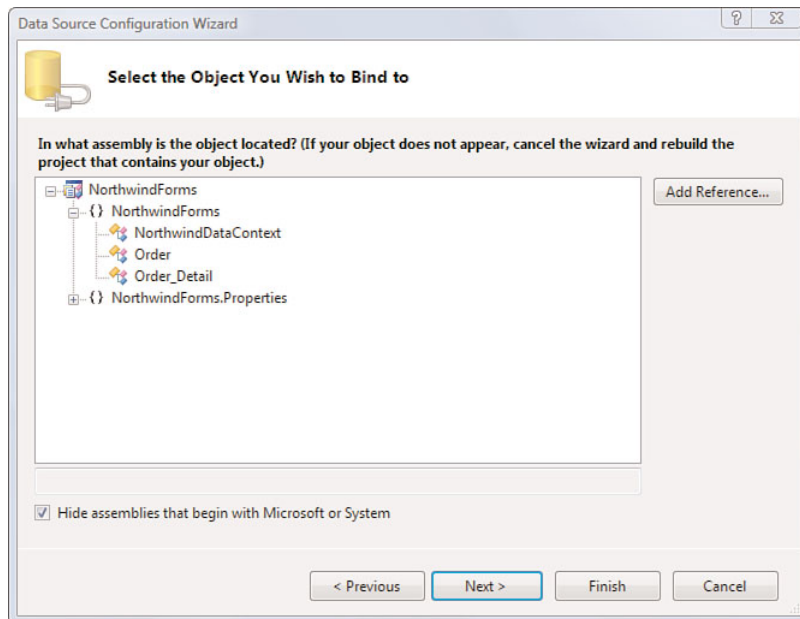 Data Source Configuration Wizard
?
Select the Object You Wish to Bind to
In what assembly is the object located? (If your object does not appear, cancel the wizard and rebuild the
project that contains your object.)
NorthwindForms
Add Reference...
{} NorthwindForms
NorthwindDataContext
Order
Order_Detail
{} NorthwindForms.Properties
Hide assemblies that begin with Microsoft or System
< Previous
Next >
Finish
Cancel